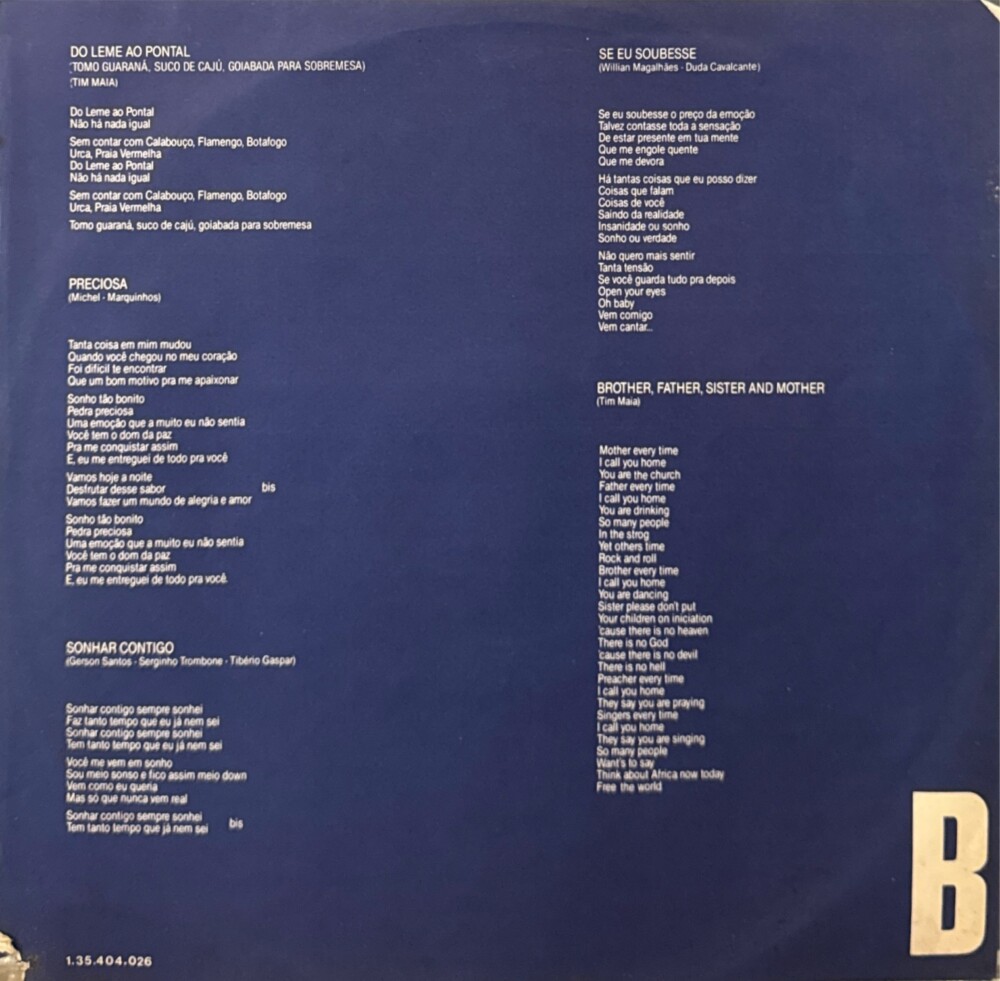 DO LEME AO PONTAL
(TOMO GUARANÁ, SUCO DE CAJÚ, GOIABADA PARA SOBREMESA)
(TIM MAIA)
Do Leme ao Pontal
Não há nada igual
Sem contar com Calabouço, Flamengo, Botafogo
Urca, Praia Vermelha
Do Leme ao Pontal
Não há nada igual
Sem contar com Calabouço, Flamengo, Botafogo
Urca, Praia Vermelha
Tomo guaraná, suco de cajú, goiabada para sobremesa
PRECIOSA
(Michel - Marquinhos)
Tanta coisa em mim mudou
Quando você chegou no meu coração
Foi difícil te encontrar
Que um bom motivo pra me apaixonar
Sonho tão bonito
Pedra preciosa
Uma emoção que a muito eu não sentia
Você tem o dom da paz
Pra me conquistar assim
E, eu me entreguei de todo pra você
Vamos hoje a noite
Desfrutar desse sabor bis
Vamos fazer um mundo de alegria e amor
Sonho tão bonito
Pedra preciosa
Uma emoção que a muito eu não sentia
Você tem o dom da paz
Pra me conquistar assim
E, eu me entreguei de todo pra você.
SONHAR CONTIGO
(Gerson Santos - Serginho Trombone - Tibério Gaspar)
Sonhar contigo sempre sonhei
Faz tanto tempo que eu já nem sei
Sonhar contigo sempre sonhei
Tem tanto tempo que eu já nem sei
Você me vem em sonho
Sou meio sonso e fico assim meio down
Vem como eu queria
Mas só que nunca vem real
Sonhar contigo sempre sonhei
Tem tanto tempo que já nem sei bis
1.35.404.026
SE EU SOUBESSE
(Willian Magalhães - Duda Cavalcante)
Se eu soubesse o preço da emoção
Talvez contasse toda a sensação
De estar presente em tua mente
Que me engole quente
Que me devora
Há tantas coisas que eu posso dizer
Coisas que falam
Coisas de você
Saindo da realidade
Insanidade ou sonho
Sonho ou verdade
Não quero mais sentir
Tanta tensão
Se você guarda tudo pra depois
Open your eyes
Oh baby
Vem comigo
Vem cantar...
BROTHER, FATHER, SISTER AND MOTHER
(Tim Maia)
Mother every time
I call you home
You are the church
Father every time
I call you home
You are drinking
So many people
In the strog
Yet others time
Rock and roll
Brother every time
I call you home
You are dancing
Sister please don't put
Your children on iniciation
'cause there is no heaven
There is no God
'cause there is no devil
There is no hell
Preacher every time
I call you home
They say you are praying
Singers every time
I call you home
They say you are singing
So many people
Want's to say
Think about Africa now today
Free the world
B